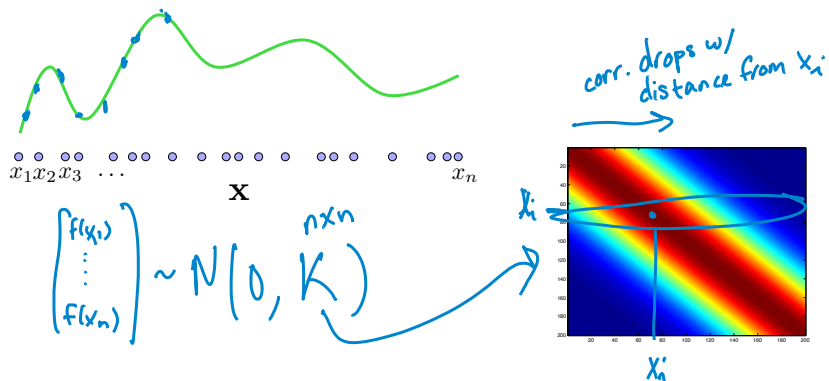 corr. drops w/
distance from xᵢ
x₁x₂x₃ … xₙ
𝐱
n×n
[f(x₁)
⋮
f(xₙ)] ~ N(0, K)
xᵢ
20
40
60
80
100
120
140
160
180
200
20 40 60 80 100 120 140 160 180 200
xᵢ